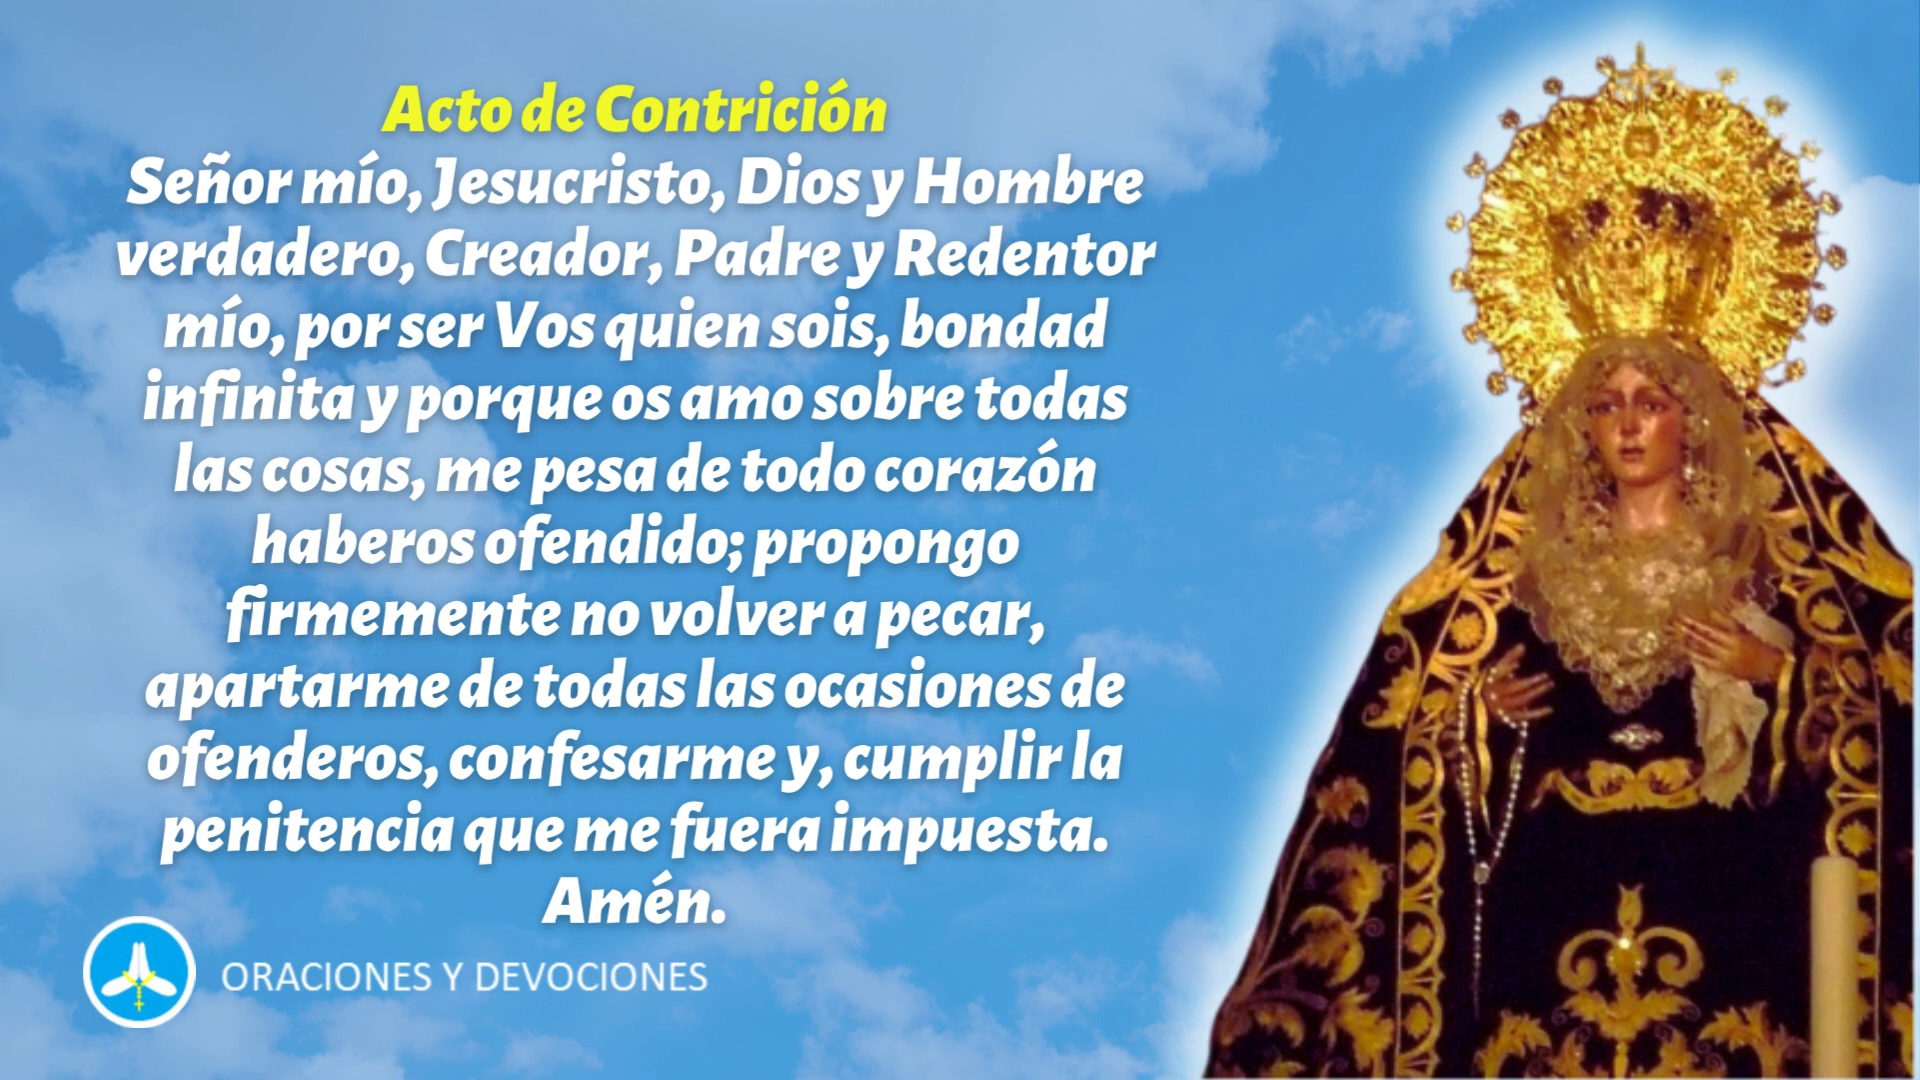 Acto de Contrición
Señor mío, Jesucristo, Dios y Hombre
verdadero, Creador, Padre y Redentor
mío, por ser Vos quien sois, bondad
infinita y porque os amo sobre todas
las cosas, me pesa de todo corazón
haberos ofendido; propongo
firmemente no volver a pecar,
apartarme de todas las ocasiones de
ofenderos, confesarme y, cumplir la
penitencia que me fuera impuesta.
Amén.
ORACIONES Y DEVOCIONES